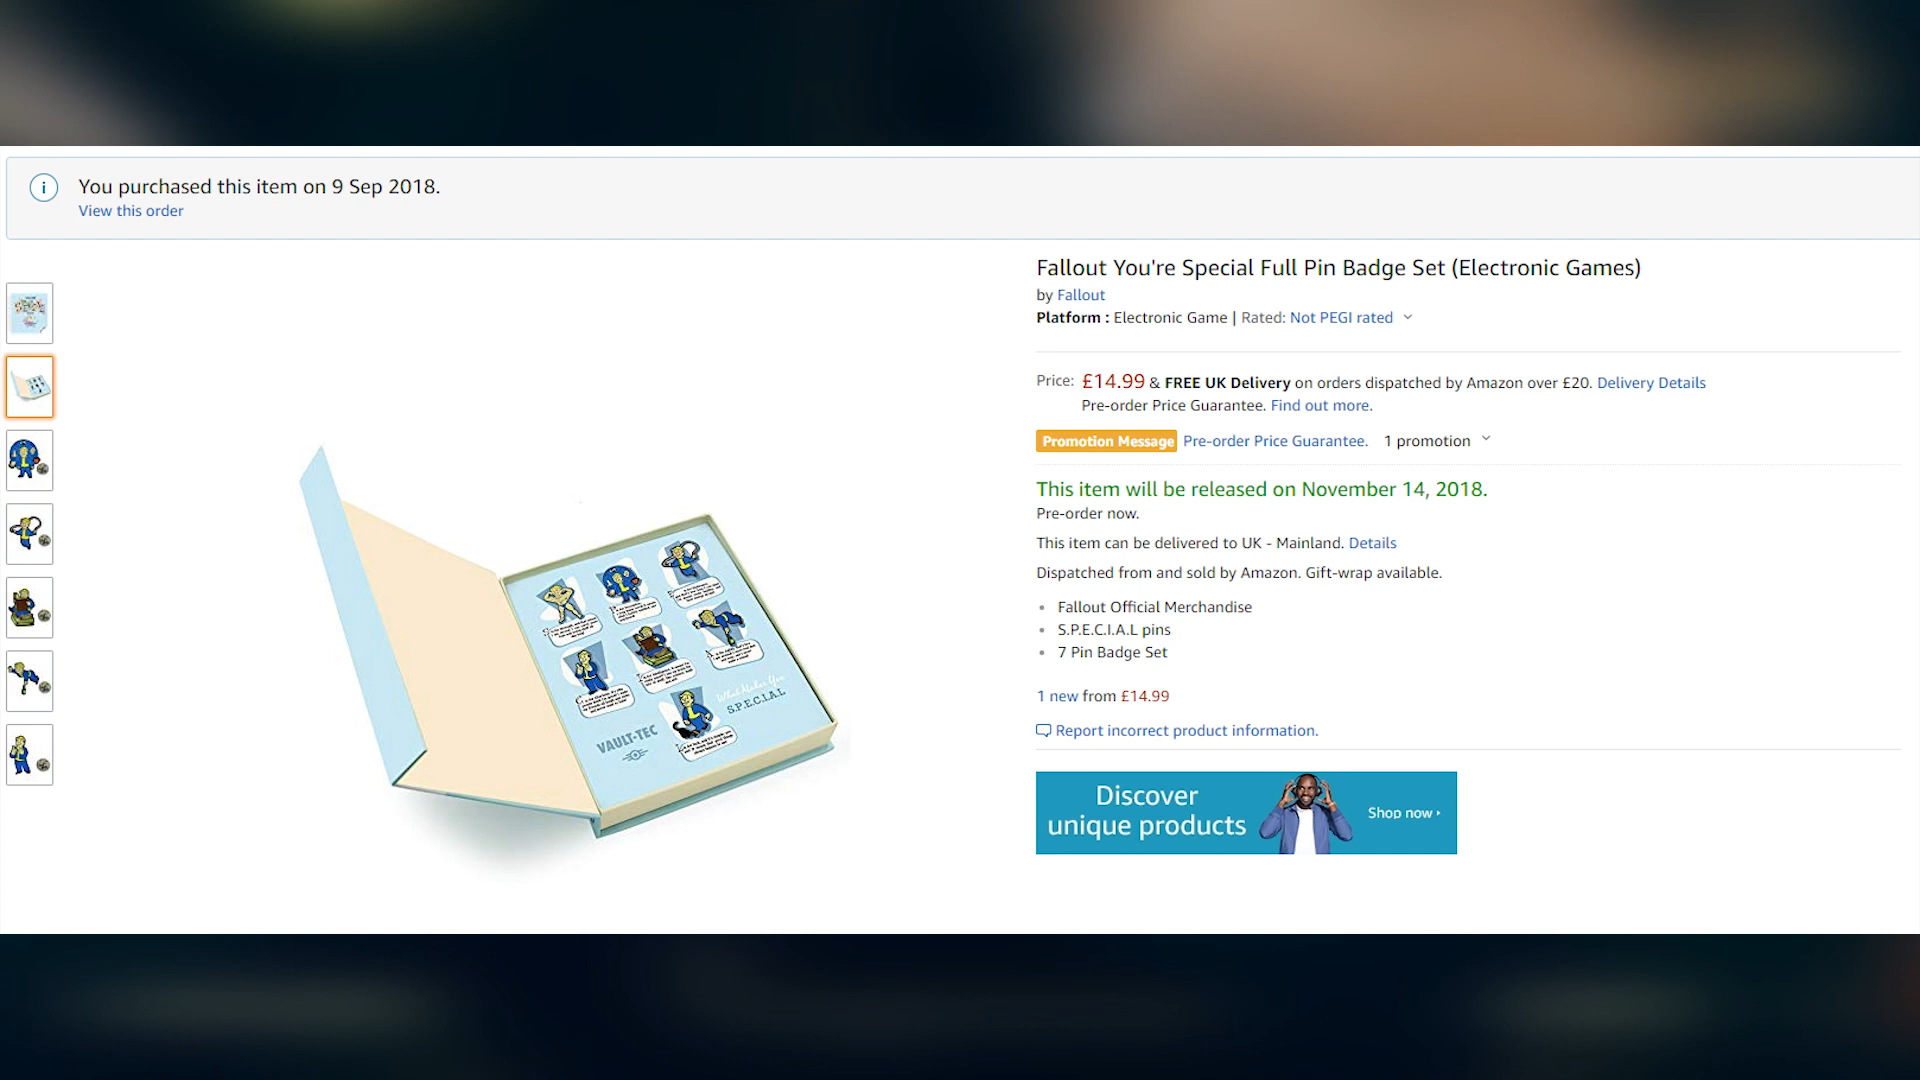 You purchased this item on 9 Sep 2018.
View this order
Fallout You're Special Full Pin Badge Set (Electronic Games)
by Fallout
Platform : Electronic Game | Rated: Not PEGI rated
Price: £14.99 & FREE UK Delivery on orders dispatched by Amazon over £20. Delivery Details
Pre-order Price Guarantee. Find out more.
Promotion Message Pre-order Price Guarantee. 1 promotion
This item will be released on November 14, 2018.
Pre-order now.
This item can be delivered to UK - Mainland. Details
Dispatched from and sold by Amazon. Gift-wrap available.
• Fallout Official Merchandise
• S.P.E.C.I.A.L pins
• 7 Pin Badge Set
1 new from £14.99
Report incorrect product information.
Discover
unique products
Shop now
What Makes You
S.P.E.C.I.A.L
VAULT-TEC